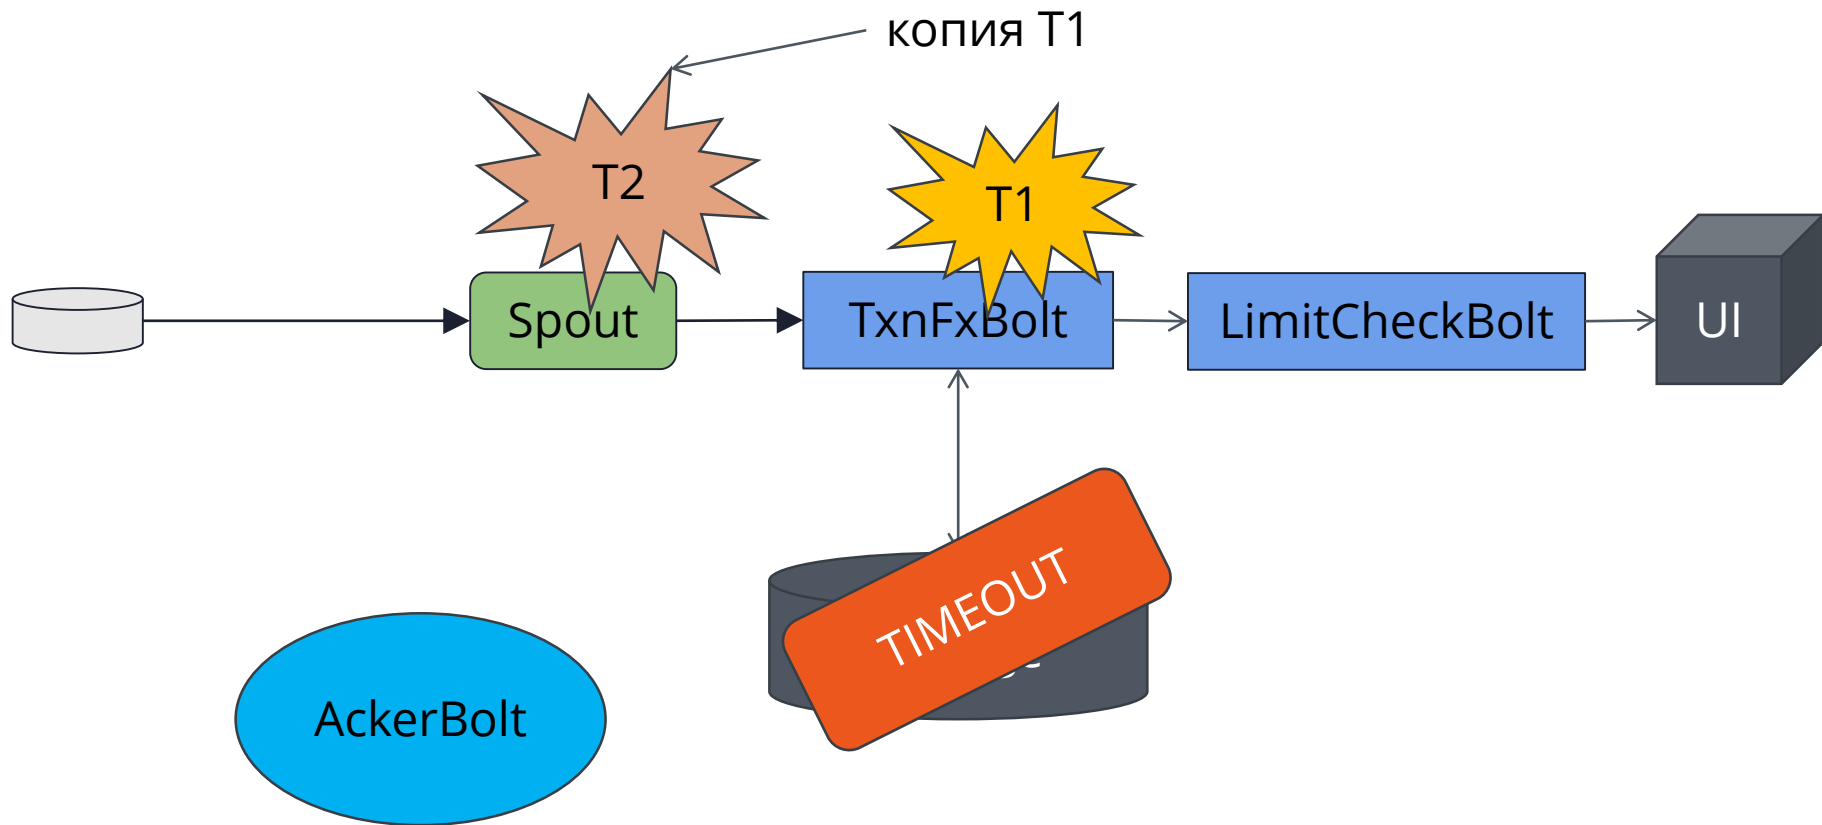 копия T1
T2
T1
Spout
TxnFxBolt
LimitCheckBolt
UI
TIMEOUT
AckerBolt